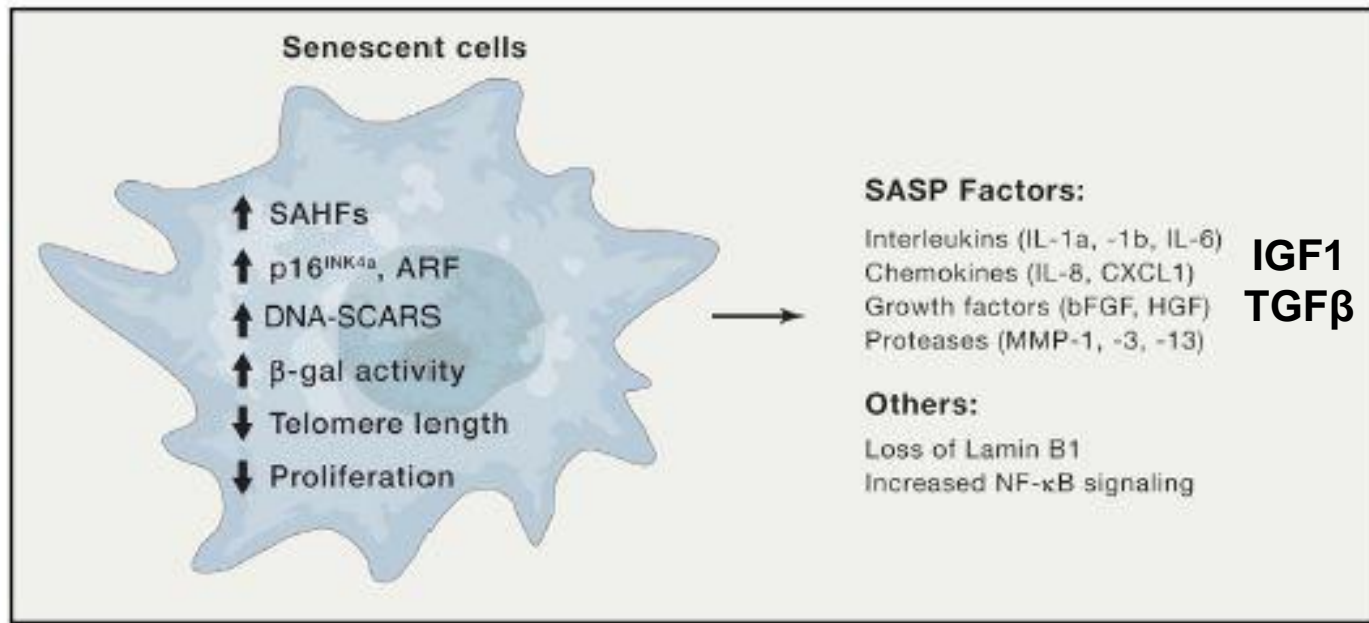 Senescent cells
↑ SAHFs
↑ p16ᴵᴺᴷ⁴ᵃ, ARF
↑ DNA-SCARS
↑ β-gal activity
↓ Telomere length
↓ Proliferation
SASP Factors:
Interleukins (IL-1a, -1b, IL-6)
Chemokines (IL-8, CXCL1)
Growth factors (bFGF, HGF)
Proteases (MMP-1, -3, -13)
IGF1
TGFβ
Others:
Loss of Lamin B1
Increased NF-κB signaling